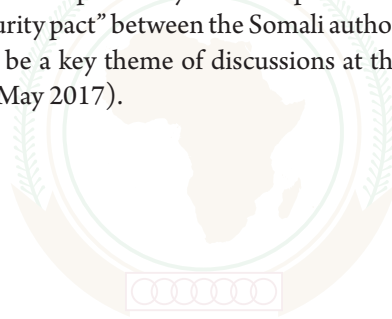 urity pact” between the Somali autho
be a key theme of discussions at th
May 2017).